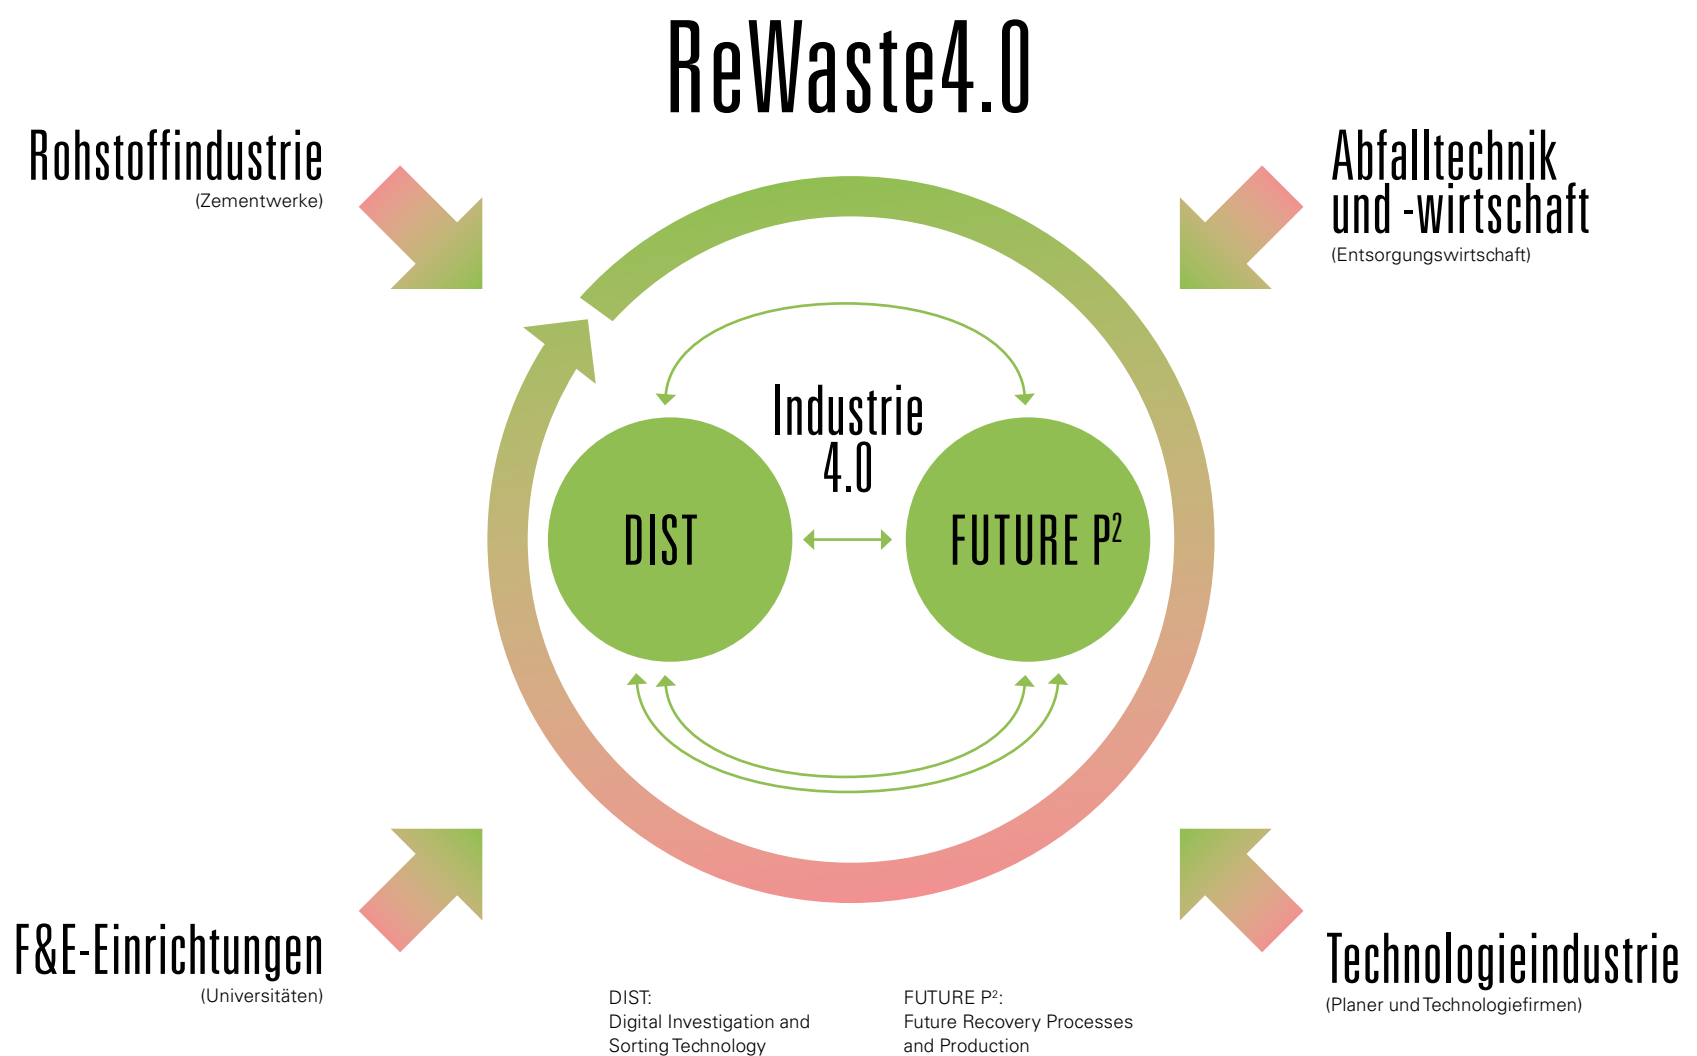 ReWaste4.0
Rohstoffindustrie
(Zementwerke)
Abfalltechnik
und -wirtschaft
(Entsorgungswirtschaft)
Industrie
4.0
DIST
FUTURE P²
F&E-Einrichtungen
(Universitäten)
Technologieindustrie
(Planer und Technologiefirmen)
DIST:
Digital Investigation and
Sorting Technology
FUTURE P²:
Future Recovery Processes
and Production